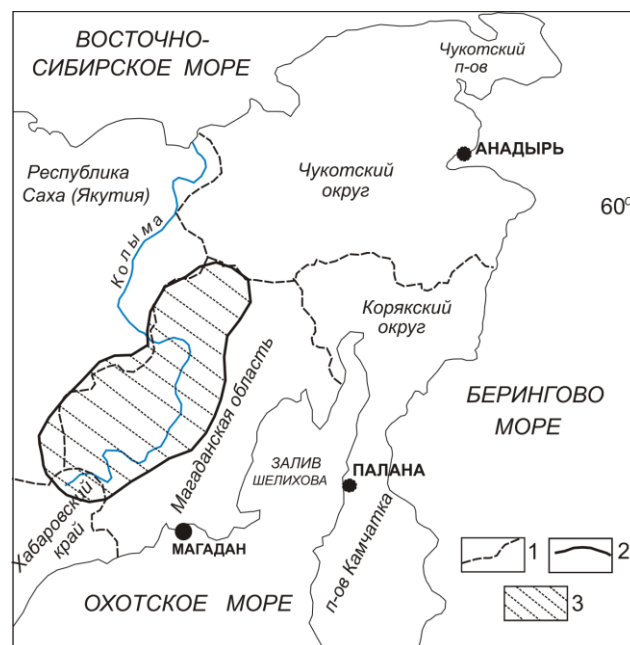 ВОСТОЧНО-
СИБИРСКОЕ МОРЕ
Чукотский
п-ов
АНАДЫРЬ
Республика
Саха (Якутия)
Чукотский
округ
60°
Колыма
Корякский
округ
БЕРИНГОВО
МОРЕ
Магаданская область
ЗАЛИВ
ШЕЛИХОВА
ПАЛАНА
Хабаровский
край
МАГАДАН
п-ов Камчатка
ОХОТСКОЕ МОРЕ
1
2
3